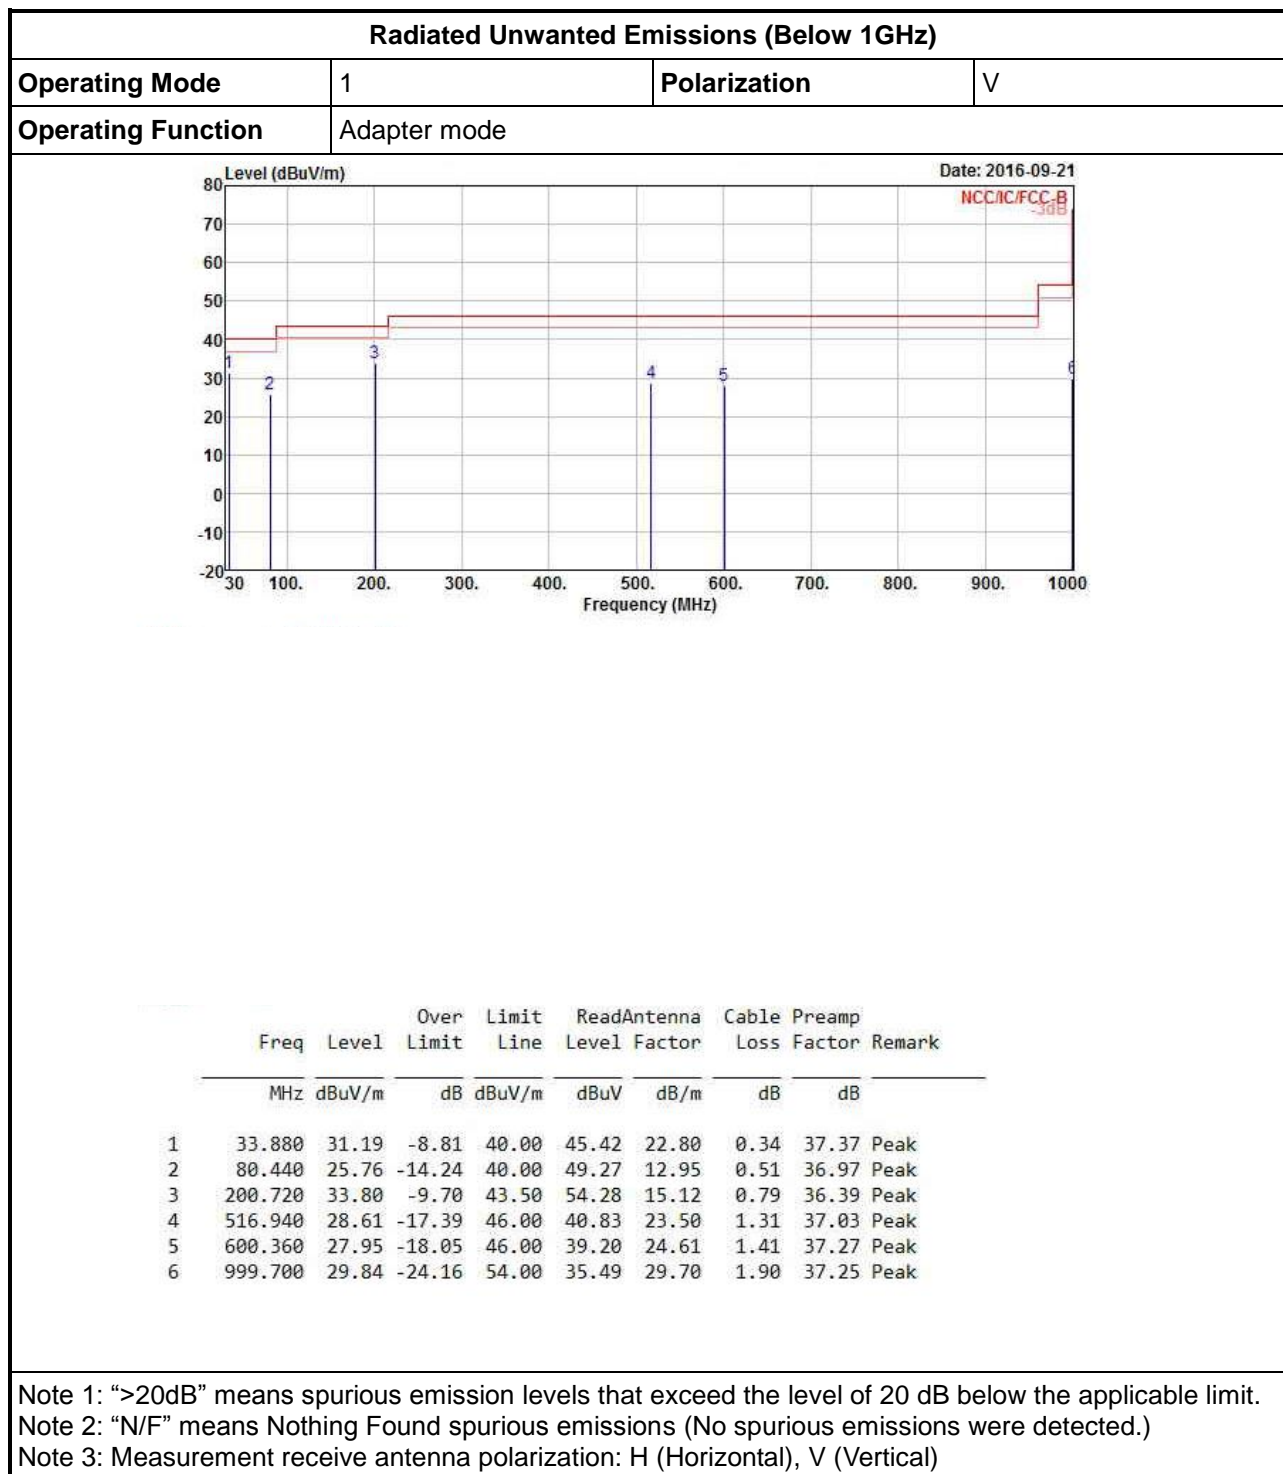 Radiated Unwanted Emissions (Below 1GHz)
Operating Mode 1 Polarization V
Operating Function Adapter mode
Level (dBuV/m) Date: 2016-09-21
80
NCC/IC/FCC-B
-3dB
70
60
50
40
30
20
10
0
-10
-20
1
2
3
4
5
6
30 100. 200. 300. 400. 500. 600. 700. 800. 900. 1000
Frequency (MHz)
Over Limit ReadAntenna Cable Preamp
Freq Level Limit Line Level Factor Loss Factor Remark
MHz dBuV/m dB dBuV/m dBuV dB/m dB dB
1 33.880 31.19 -8.81 40.00 45.42 22.80 0.34 37.37 Peak
2 80.440 25.76 -14.24 40.00 49.27 12.95 0.51 36.97 Peak
3 200.720 33.80 -9.70 43.50 54.28 15.12 0.79 36.39 Peak
4 516.940 28.61 -17.39 46.00 40.83 23.50 1.31 37.03 Peak
5 600.360 27.95 -18.05 46.00 39.20 24.61 1.41 37.27 Peak
6 999.700 29.84 -24.16 54.00 35.49 29.70 1.90 37.25 Peak
Note 1: “>20dB” means spurious emission levels that exceed the level of 20 dB below the applicable limit.
Note 2: “N/F” means Nothing Found spurious emissions (No spurious emissions were detected.)
Note 3: Measurement receive antenna polarization: H (Horizontal), V (Vertical)